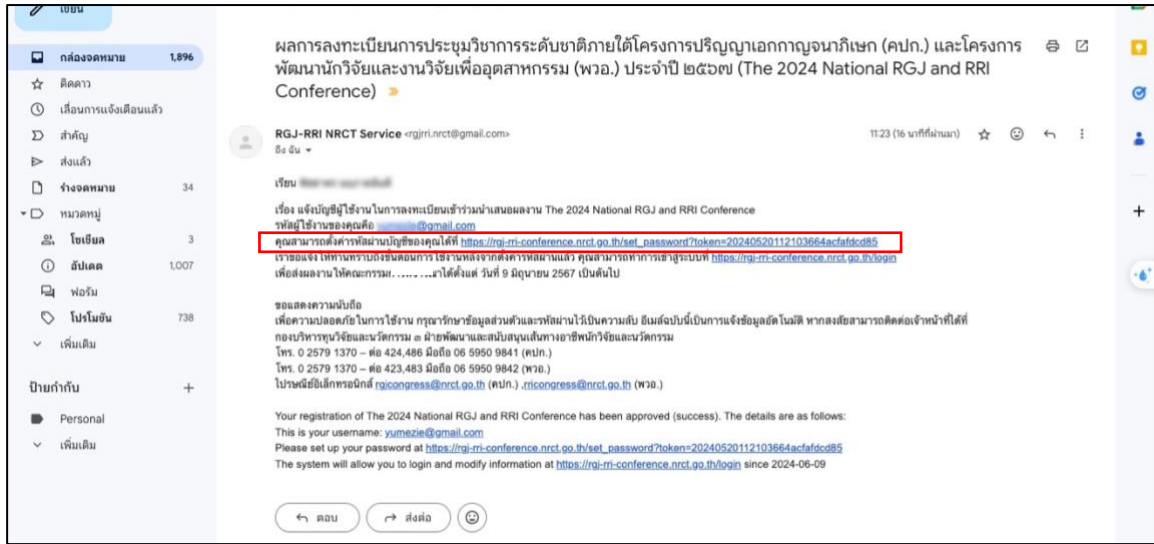 เขียน
กล่องจดหมาย 1,896
ติดดาว
เลื่อนการแจ้งเตือนแล้ว
สำคัญ
ส่งแล้ว
ร่างจดหมาย 34
หมวดหมู่
โซเชียล 3
อัปเดต 1,007
ฟอรัม
โปรโมชัน 738
เพิ่มเติม
ป้ายกำกับ
Personal
เพิ่มเติม
ผลการลงทะเบียนการประชุมวิชาการระดับชาติภายใต้โครงการปริญญาเอกกาญจนาภิเษก (คปก.) และโครงการ
พัฒนานักวิจัยและงานวิจัยเพื่ออุตสาหกรรม (พวอ.) ประจำปี ๒๕๖๗ (The 2024 National RGJ and RRI
Conference)
RGJ-RRI NRCT Service <rgjrri.nrct@gmail.com> 11:23 (16 นาทีที่ผ่านมา)
ถึง ฉัน
เรียน
เรื่อง แจ้งบัญชีผู้ใช้งานในการลงทะเบียนเข้าร่วมนำเสนอผลงาน The 2024 National RGJ and RRI Conference
รหัสผู้ใช้งานของคุณคือ @gmail.com
คุณสามารถตั้งค่ารหัสผ่านบัญชีของคุณได้ที่ https://rgj-rri-conference.nrct.go.th/set_password?token=20240520112103664acfafdcd85
เราขอแจ้งให้ท่านทราบถึงขั้นตอนการใช้งานหลังจากตั้งค่ารหัสผ่านแล้ว คุณสามารถทำการเข้าสู่ระบบที่ https://rgj-rri-conference.nrct.go.th/login
เพื่อส่งผลงานให้คณะกรรม ได้ตั้งแต่ วันที่ 9 มิถุนายน 2567 เป็นต้นไป
ขอแสดงความนับถือ
เพื่อความปลอดภัยในการใช้งาน กรุณารักษาข้อมูลส่วนตัวและรหัสผ่านไว้เป็นความลับ อีเมล์ฉบับนี้เป็นการแจ้งข้อมูลอัตโนมัติ หากสงสัยสามารถติดต่อเจ้าหน้าที่ได้ที่
กองบริหารทุนวิจัยและนวัตกรรม ๓ ฝ่ายพัฒนาและสนับสนุนเส้นทางอาชีพนักวิจัยและนวัตกรรม
โทร. 0 2579 1370 – ต่อ 424,486 มือถือ 06 5950 9841 (คปก.)
โทร. 0 2579 1370 – ต่อ 423,483 มือถือ 06 5950 9842 (พวอ.)
ไปรษณีย์อิเล็กทรอนิกส์ rgjcongress@nrct.go.th (คปก.) ,rricongress@nrct.go.th (พวอ.)
Your registration of The 2024 National RGJ and RRI Conference has been approved (success). The details are as follows:
This is your username: yumezie@gmail.com
Please set up your password at https://rgj-rri-conference.nrct.go.th/set_password?token=20240520112103664acfafdcd85
The system will allow you to login and modify information at https://rgj-rri-conference.nrct.go.th/login since 2024-06-09
ตอบ ส่งต่อ